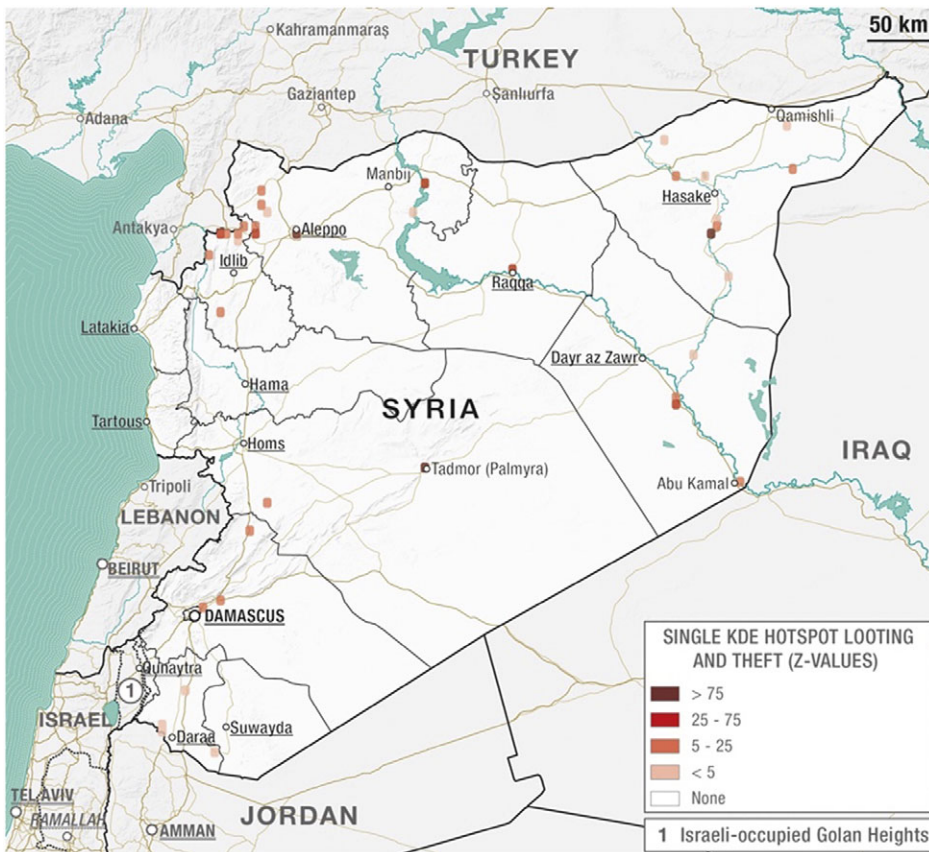 50 km
Kahramanmaraş
TURKEY
Gaziantep
Şanlıurfa
Adana
Qamishli
Manbij
Hasake
Antakya
Aleppo
Idlib
Raqqa
Latakia
Dayr az Zawr
Hama
SYRIA
Tartous
Homs
IRAQ
Tadmor (Palmyra)
Abu Kamal
Tripoli
LEBANON
BEIRUT
DAMASCUS
SINGLE KDE HOTSPOT LOOTING
AND THEFT (Z-VALUES)
> 75
25 - 75
5 - 25
< 5
None
Qunaytra
1
ISRAEL
Suwayda
Daraa
TEL AVIV
RAMALLAH
AMMAN
JORDAN
1 Israeli-occupied Golan Heights